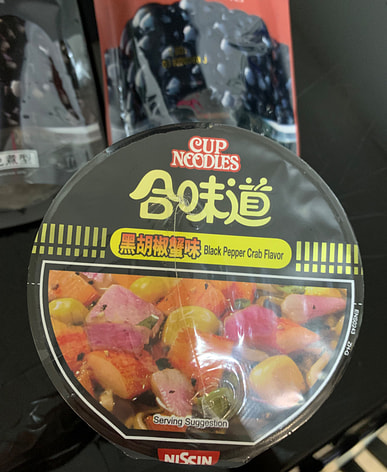 CUP
NOODLES
合味道
黑胡椒蟹味 Black Pepper Crab Flavor
Serving Suggestion
NISSIN